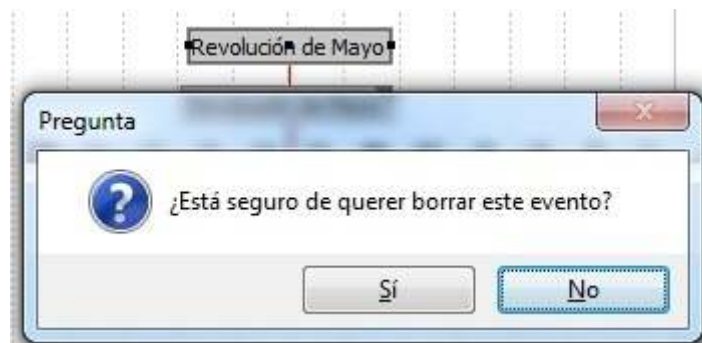 Revolución de Mayo
Pregunta
¿Está seguro de querer borrar este evento?
Sí
No